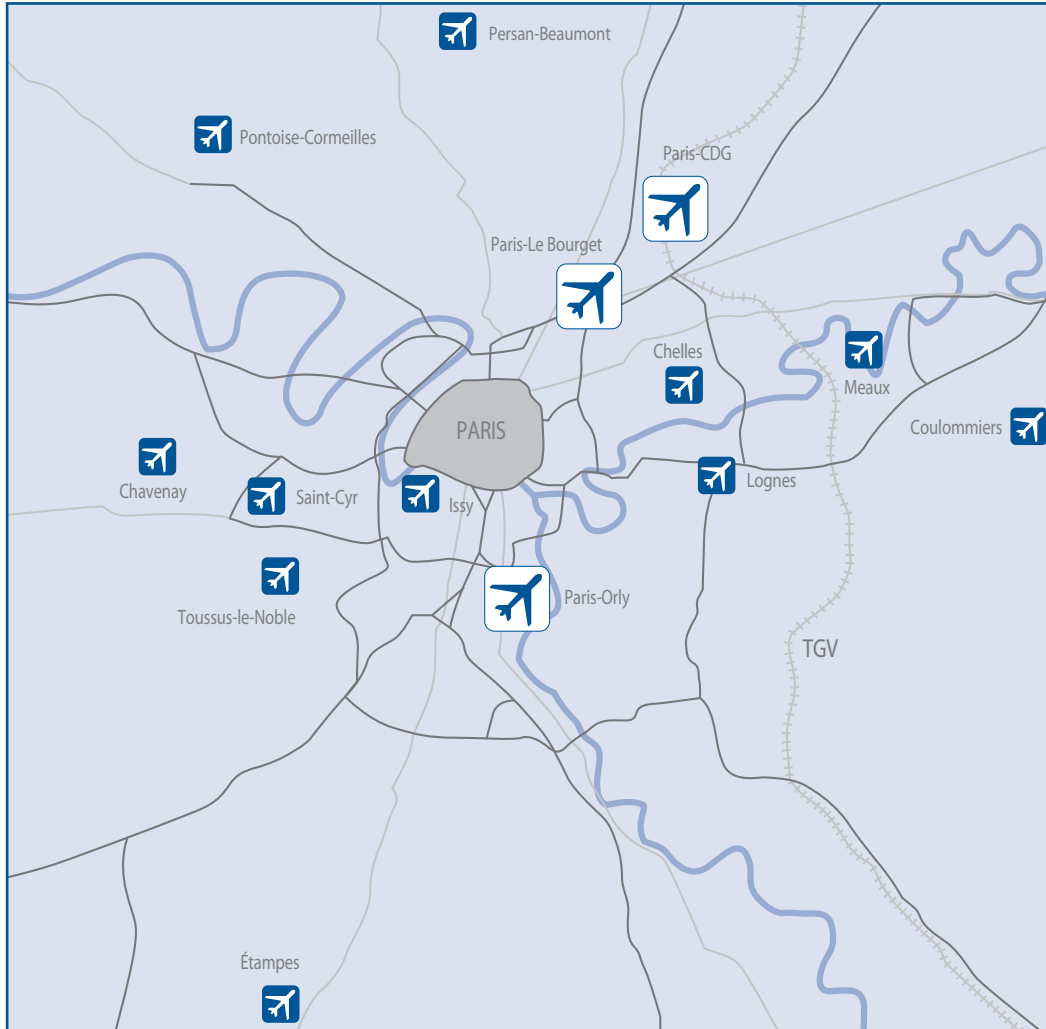 Persan-Beaumont
Pontoise-Cormeilles
Paris-CDG
Paris-Le Bourget
Chelles
Meaux
Coulommiers
PARIS
Chavenay
Saint-Cyr
Issy
Lognes
Toussus-le-Noble
Paris-Orly
TGV
Étampes